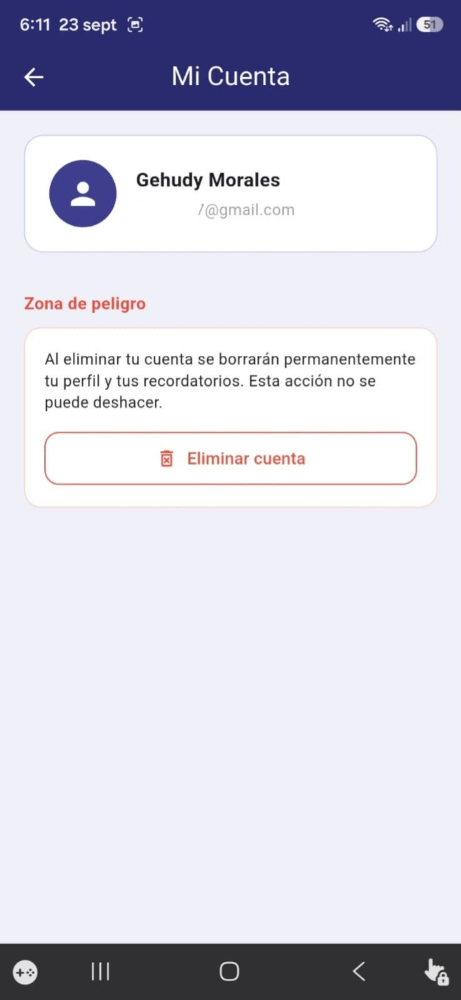 6:11 23 sept
51
Mi Cuenta
Gehudy Morales
/@gmail.com
Zona de peligro
Al eliminar tu cuenta se borrarán permanentemente
tu perfil y tus recordatorios. Esta acción no se
puede deshacer.
Eliminar cuenta